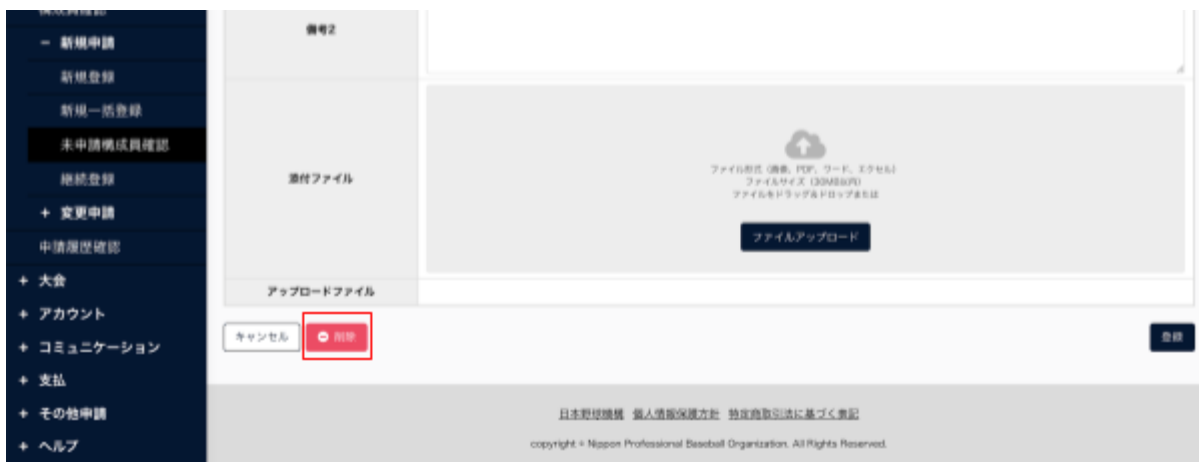 備考2
− 新規申請
新規登録
新規一括登録
未申請構成員確認
継続登録
+ 変更申請
申請履歴確認
+ 大会
+ アカウント
+ コミュニケーション
+ 支払
+ その他申請
+ ヘルプ
添付ファイル
ファイル形式 (画像、PDF、ワード、エクセル)
ファイルサイズ (30MB以内)
ファイルをドラッグ&ドロップまたは
ファイルアップロード
アップロードファイル
キャンセル
削除
登録
日本野球機構 個人情報保護方針 特定商取引法に基づく表記
copyright © Nippon Professional Baseball Organization. All Rights Reserved.